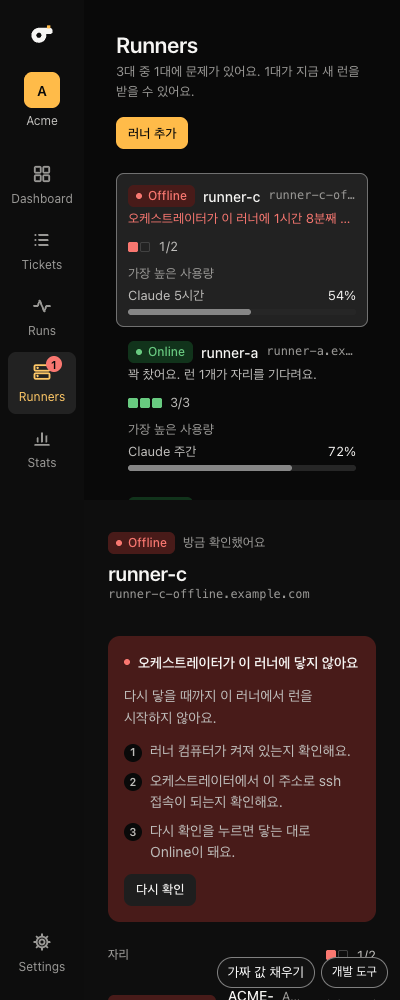 A
Acme
Dashboard
Tickets
Runs
1
Runners
Stats
Settings
Runners
3대 중 1대에 문제가 있어요. 1대가 지금 새 런을
받을 수 있어요.
러너 추가
Offline runner-c runner-c-of…
오케스트레이터가 이 러너에 1시간 8분째 …
1/2
가장 높은 사용량
Claude 5시간 54%
Online runner-a runner-a.ex…
꽉 찼어요. 런 1개가 자리를 기다려요.
3/3
가장 높은 사용량
Claude 주간 72%
Offline 방금 확인했어요
runner-c
runner-c-offline.example.com
오케스트레이터가 이 러너에 닿지 않아요
다시 닿을 때까지 이 러너에서 런을
시작하지 않아요.
1 러너 컴퓨터가 켜져 있는지 확인해요.
2 오케스트레이터에서 이 주소로 ssh
접속이 되는지 확인해요.
3 다시 확인을 누르면 닿는 대로
Online이 돼요.
다시 확인
자리 1/2
가짜 값 채우기 개발 도구
ACME- A…